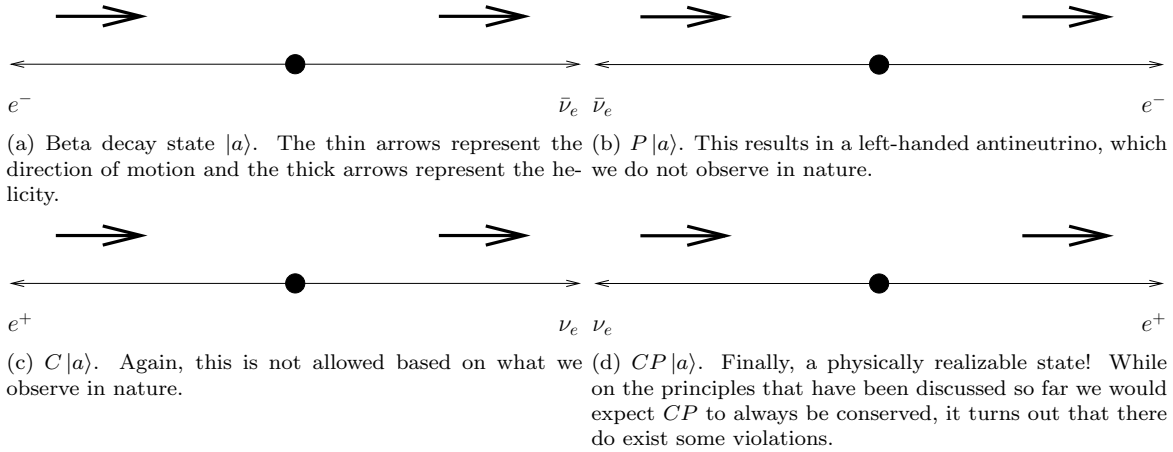 e⁻ ν̄ₑ
(a) Beta decay state |a⟩. The thin arrows represent the
direction of motion and the thick arrows represent the he-
licity.
ν̄ₑ e⁻
(b) P |a⟩. This results in a left-handed antineutrino, which
we do not observe in nature.
e⁺ νₑ
(c) C |a⟩. Again, this is not allowed based on what we
observe in nature.
νₑ e⁺
(d) CP |a⟩. Finally, a physically realizable state! While
on the principles that have been discussed so far we would
expect CP to always be conserved, it turns out that there
do exist some violations.